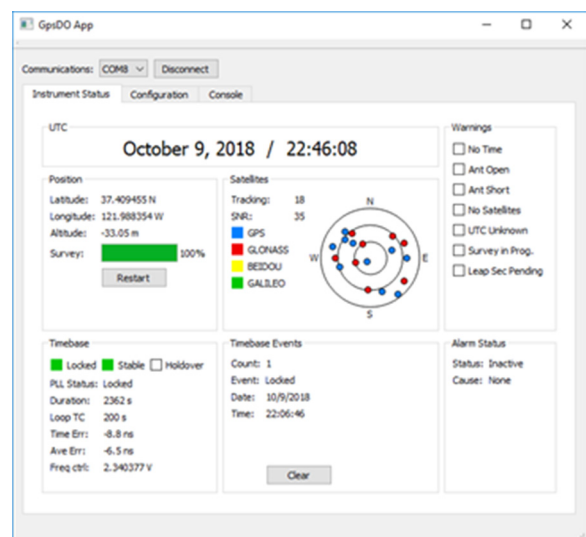 GpsDO App
Communications: COM8 Disconnect
Instrument Status Configuration Console
UTC
October 9, 2018 / 22:46:08
Position
Latitude: 37.409455 N
Longitude: 121.988354 W
Altitude: -33.05 m
Survey: 100%
Restart
Satellites
Tracking: 18
SNR: 35
GPS
GLONASS
BEIDOU
GALILEO
N
W E
S
Warnings
No Time
Ant Open
Ant Short
No Satellites
UTC Unknown
Survey in Prog.
Leap Sec Pending
Timebase
Locked Stable Holdover
PLL Status: Locked
Duration: 2362 s
Loop TC 200 s
Time Err: -8.8 ns
Ave Err: -6.5 ns
Freq ctrl: 2.340377 V
Timebase Events
Count: 1
Event: Locked
Date: 10/9/2018
Time: 22:06:46
Clear
Alarm Status
Status: Inactive
Cause: None